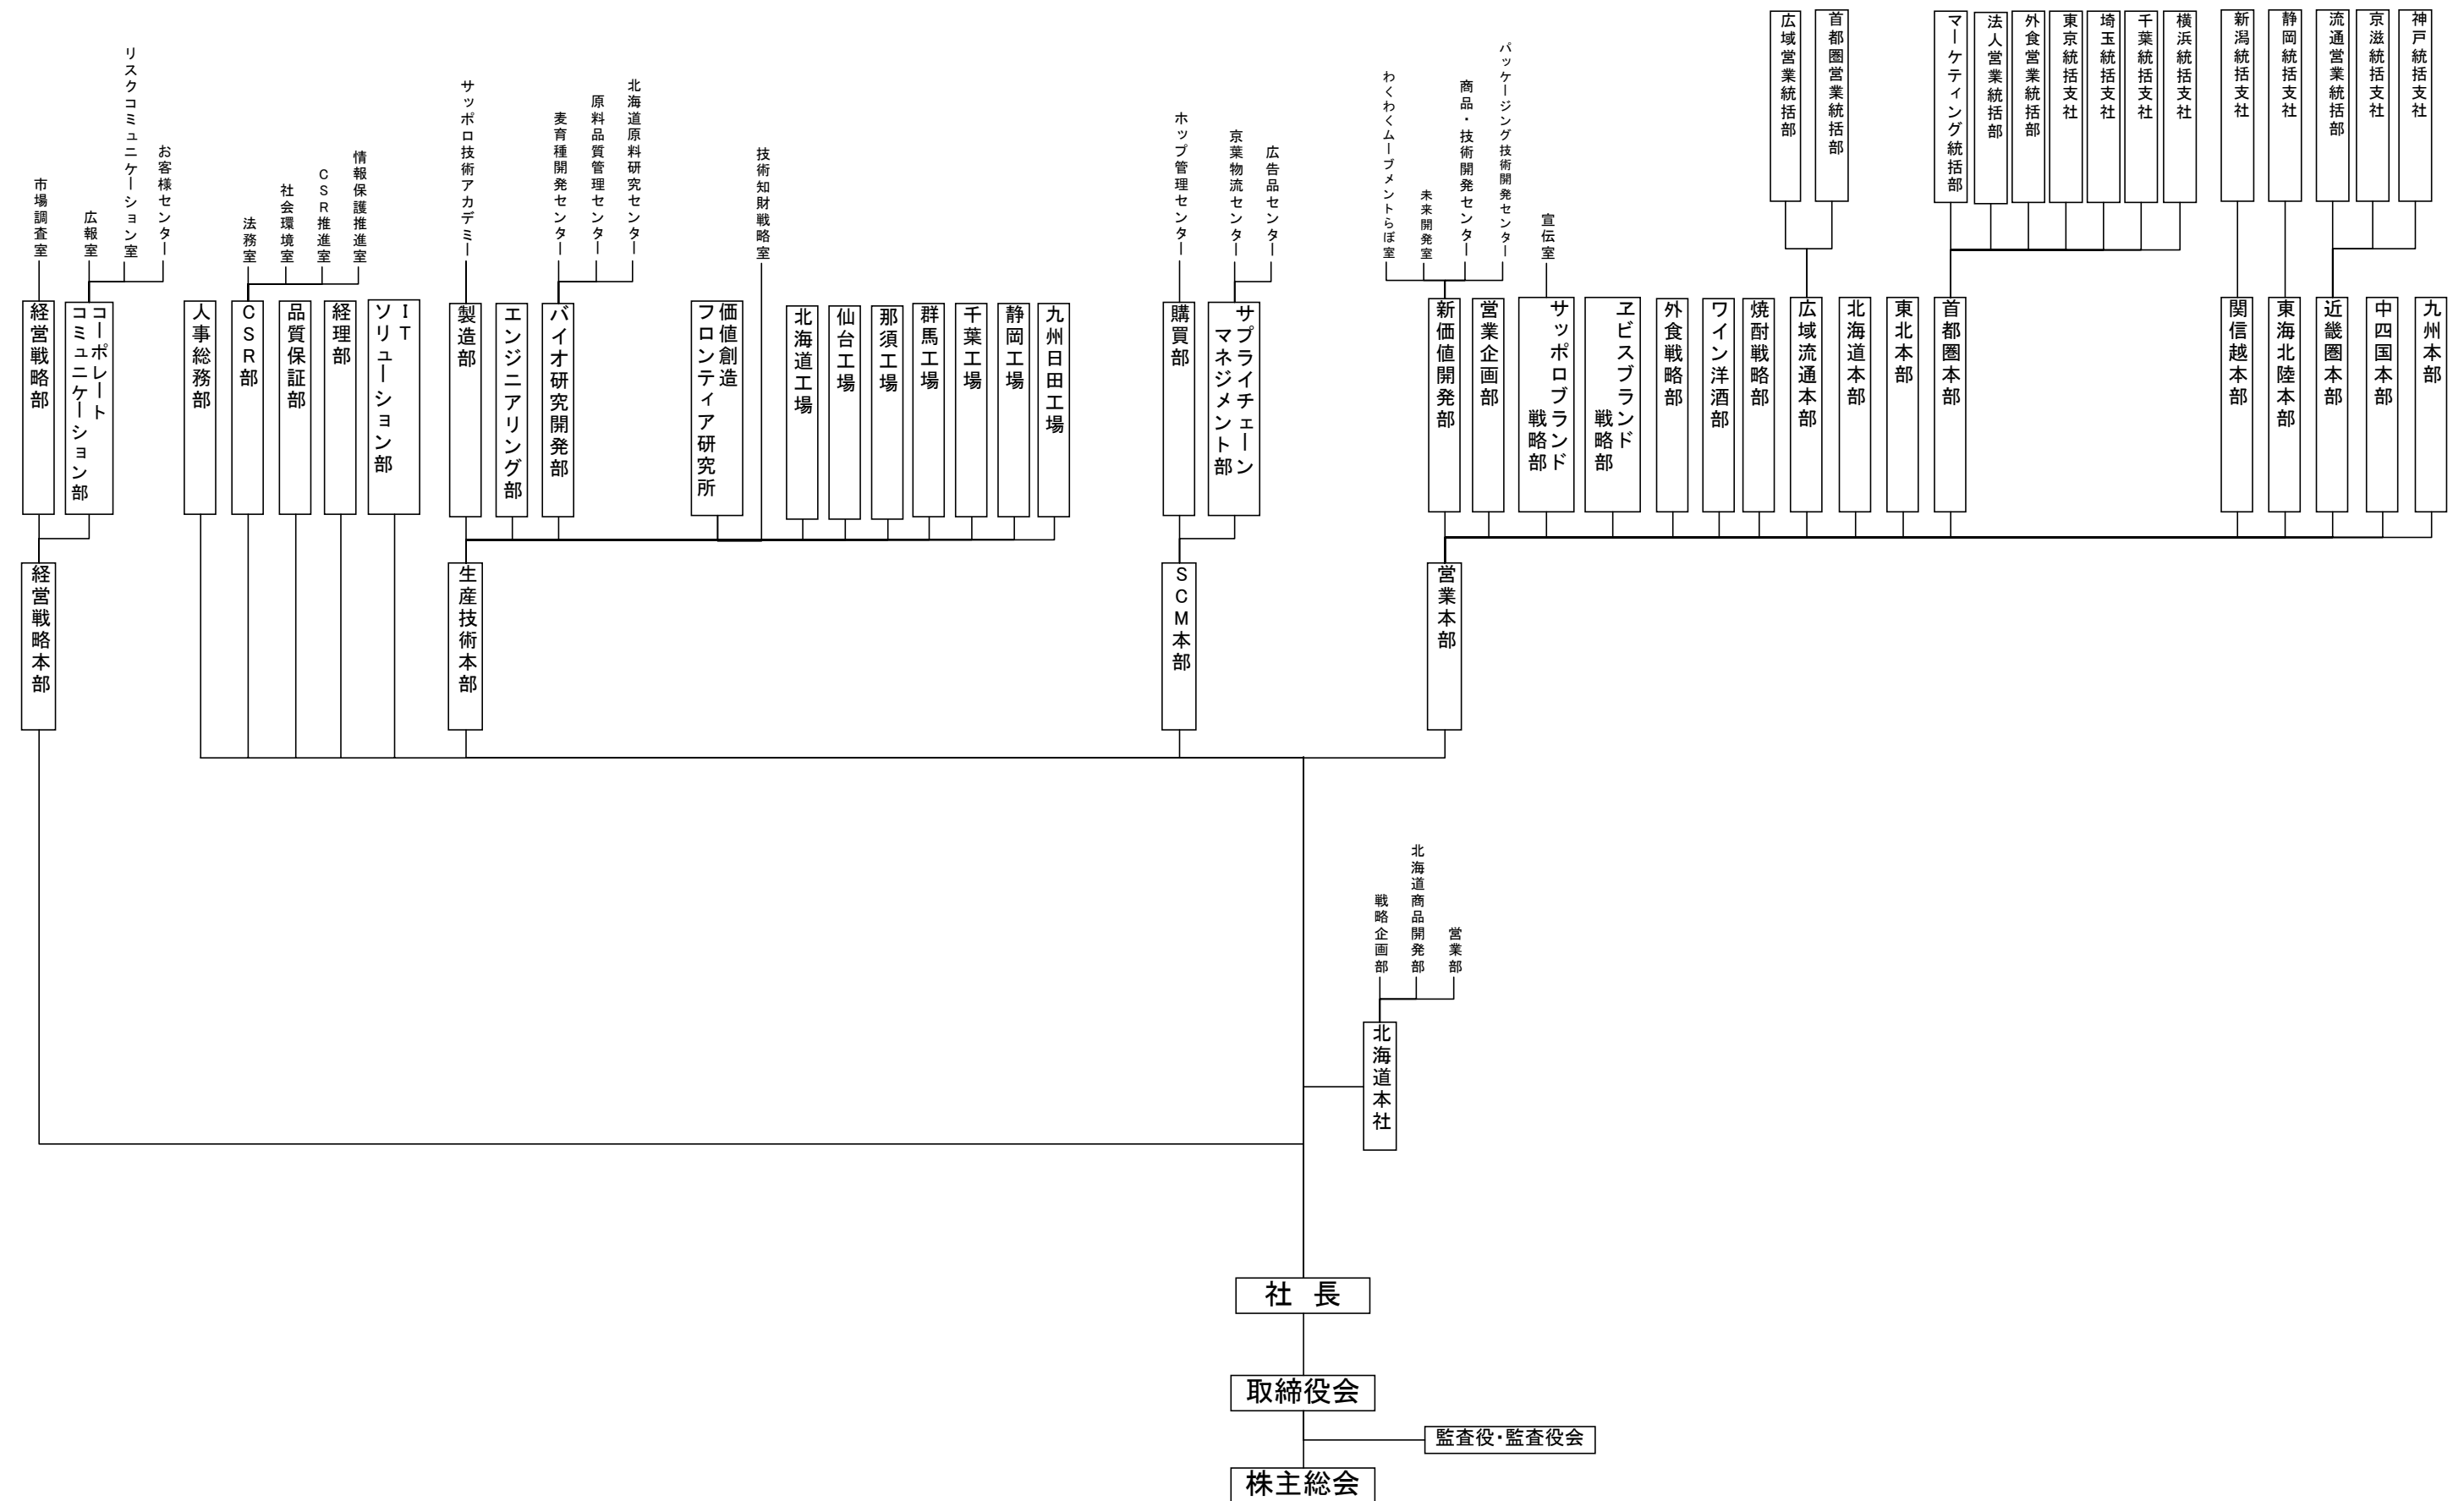 広域営業統括部
首都圏営業統括部
マーケティング統括部
法人営業統括部
外食営業統括部
東京統括支社
埼玉統括支社
千葉統括支社
横浜統括支社
新潟統括支社
静岡統括支社
流通営業統括部
京滋統括支社
神戸統括支社
市場調査室
広報室
リスクコミュニケーション室
お客様センター
法務室
社会環境室
CSR推進室
情報保護推進室
サッポロ技術アカデミー
麦育種開発センター
原料品質管理センター
北海道原料研究センター
技術知財戦略室
ホップ管理センター
京葉物流センター
広告品センター
わくわくムーブメントらぼ室
未来開発室
商品・技術開発センター
パッケージング技術開発センター
宣伝室
経営戦略部
コーポレート
コミュニケーション部
人事総務部
CSR部
品質保証部
経理部
IT
ソリューション部
製造部
エンジニアリング部
バイオ研究開発部
価値創造
フロンティア研究所
北海道工場
仙台工場
那須工場
群馬工場
千葉工場
静岡工場
九州日田工場
購買部
サプライチェーン
マネジメント部
新価値開発部
営業企画部
サッポロブランド
戦略部
ヱビスブランド
戦略部
外食戦略部
ワイン洋酒部
焼酎戦略部
広域流通本部
北海道本部
東北本部
首都圏本部
関信越本部
東海北陸本部
近畿圏本部
中四国本部
九州本部
経営戦略本部
生産技術本部
SCM本部
営業本部
戦略企画部
北海道商品開発部
営業部
北海道本社
社 長
取締役会
監査役・監査役会
株主総会